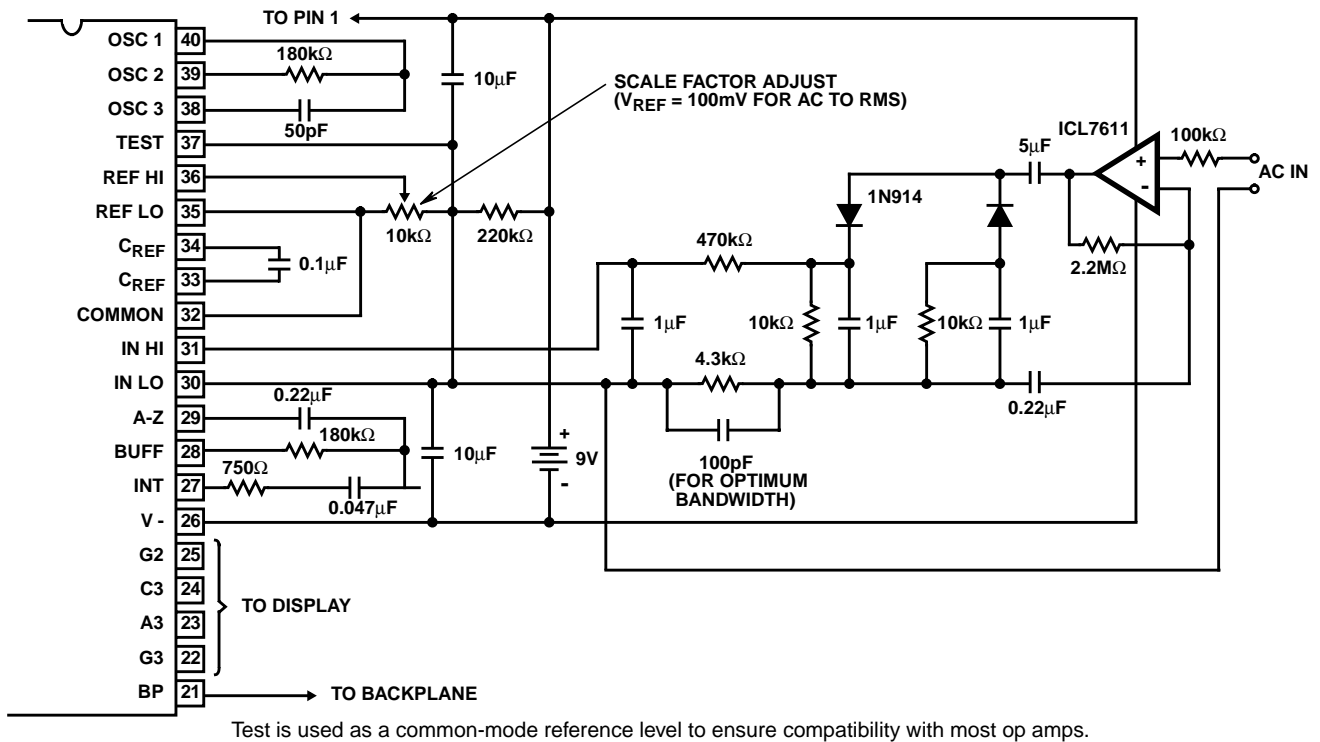 TO PIN 1
OSC 1 40
180kΩ
OSC 2 39
10μF
SCALE FACTOR ADJUST
(VREF = 100mV FOR AC TO RMS)
OSC 3 38
50pF
TEST 37
ICL7611
100kΩ
5μF
+
-
AC IN
REF HI 36
1N914
REF LO 35
10kΩ
220kΩ
470kΩ
2.2MΩ
CREF 34
0.1μF
CREF 33
COMMON 32
1μF
10kΩ
1μF
10kΩ
1μF
IN HI 31
4.3kΩ
IN LO 30
0.22μF
0.22μF
A-Z 29
180kΩ
BUFF 28
10μF
+
9V
-
100pF
(FOR OPTIMUM
BANDWIDTH)
750Ω
INT 27
0.047μF
V - 26
G2 25
C3 24
TO DISPLAY
A3 23
G3 22
BP 21
TO BACKPLANE
Test is used as a common-mode reference level to ensure compatibility with most op amps.